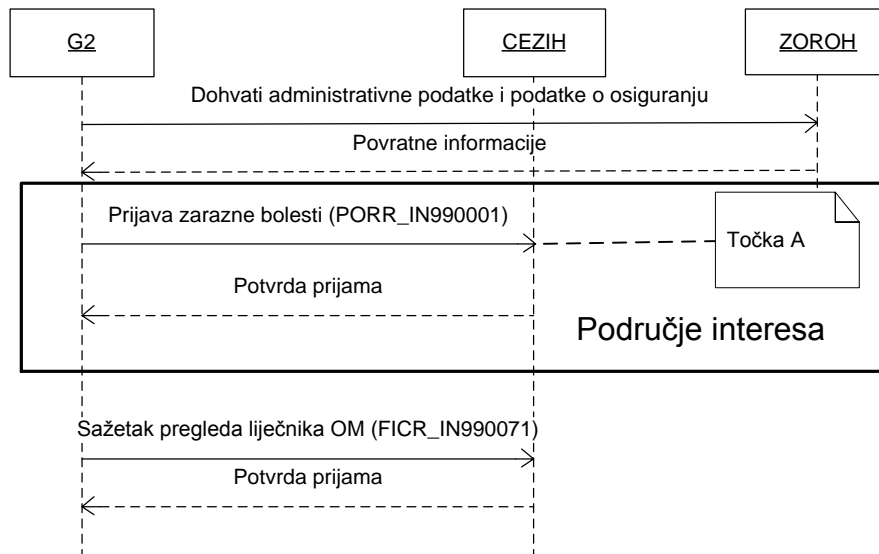 G2
CEZIH
ZOROH
Dohvati administrativne podatke i podatke o osiguranju
Povratne informacije
Prijava zarazne bolesti (PORR_IN990001)
Točka A
Potvrda prijama
Područje interesa
Sažetak pregleda liječnika OM (FICR_IN990071)
Potvrda prijama